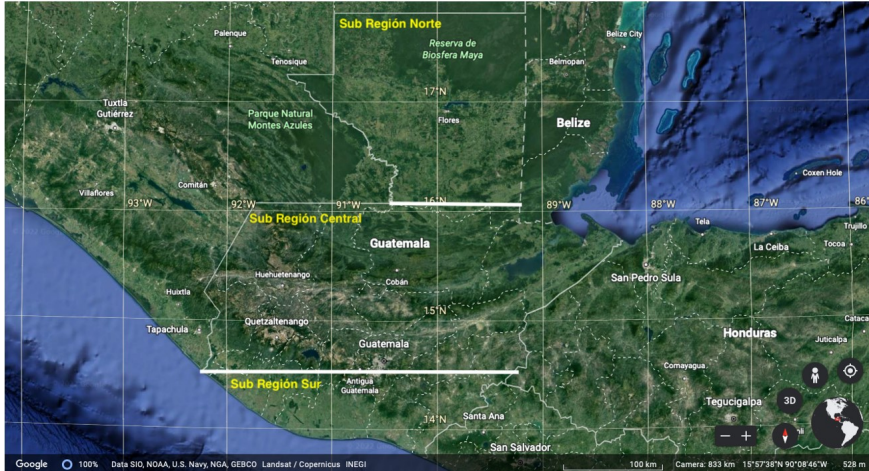 Sub Región Norte
Palenque
Reserva de
Biosfera Maya
Belize City
Tenosique
Belmopan
17°N
Tuxtla
Gutiérrez
Parque Natural
Montes Azules
Flores
Belize
Coxen Hole
Villaflores
Comitán
93°W
92°W
91°W
16°N
89°W
88°W
87°W
86°
Sub Región Central
Guatemala
Tela
Trujillo
La Ceiba
Tocoa
Huehuetenango
Cobán
San Pedro Sula
Huixtla
Tapachula
Quetzaltenango
15°N
Cataca
Guatemala
Honduras
Juticalpa
Comayagua
Sub Región Sur
Antigua
Guatemala
3D
Tegucigalpa
Santa Ana
14°N
San Salvador
Google
100%
Data SIO, NOAA, U.S. Navy, NGA, GEBCO Landsat / Copernicus INEGI
100 km
Camera: 833 km 15°57'38"N 90°08'46"W 528 m